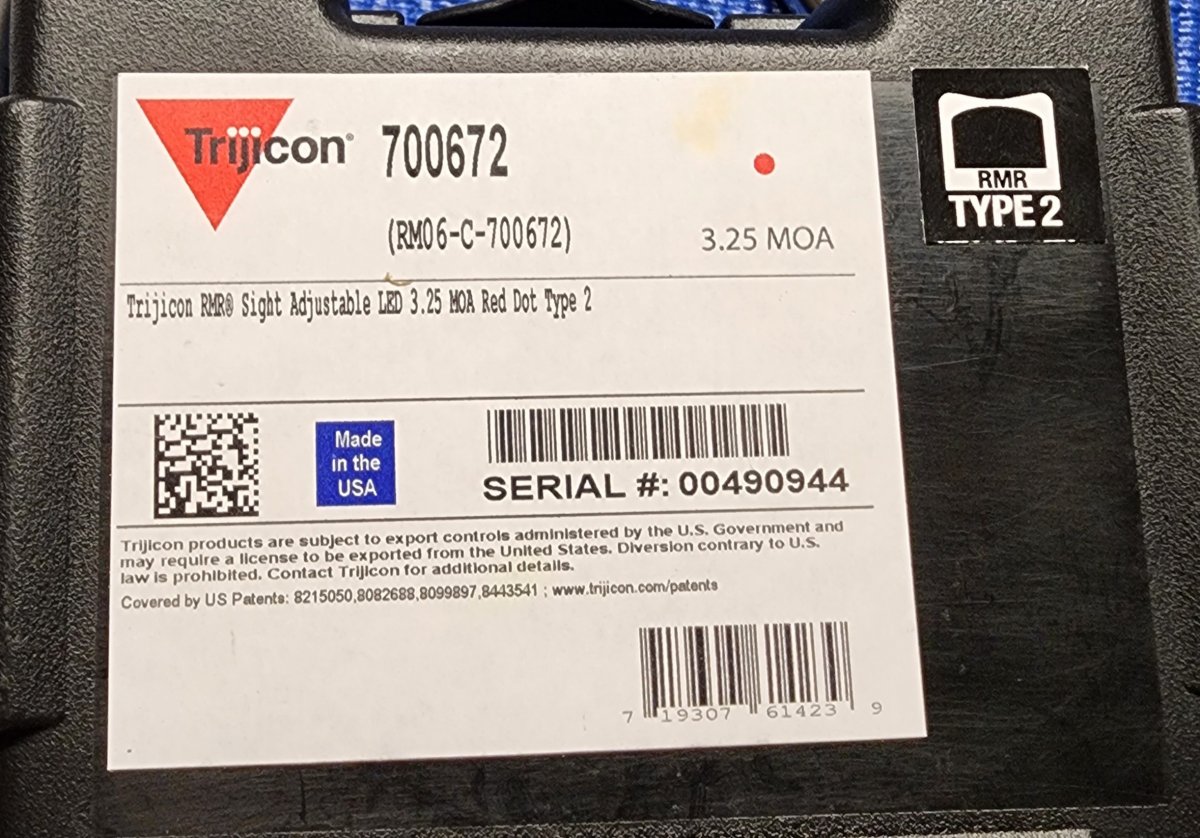 Trijicon® 700672
(RM06-C-700672)
3.25 MOA
RMR
TYPE 2
Trijicon RMR® Sight Adjustable LED 3.25 MOA Red Dot Type 2
Made
in the
USA
SERIAL #: 00490944
Trijicon products are subject to export controls administered by the U.S. Government and
may require a license to be exported from the United States. Diversion contrary to U.S.
law is prohibited. Contact Trijicon for additional details.
Covered by US Patents: 8215050,8082688,8099897,8443541 ; www.trijicon.com/patents
7 19307 61423 9